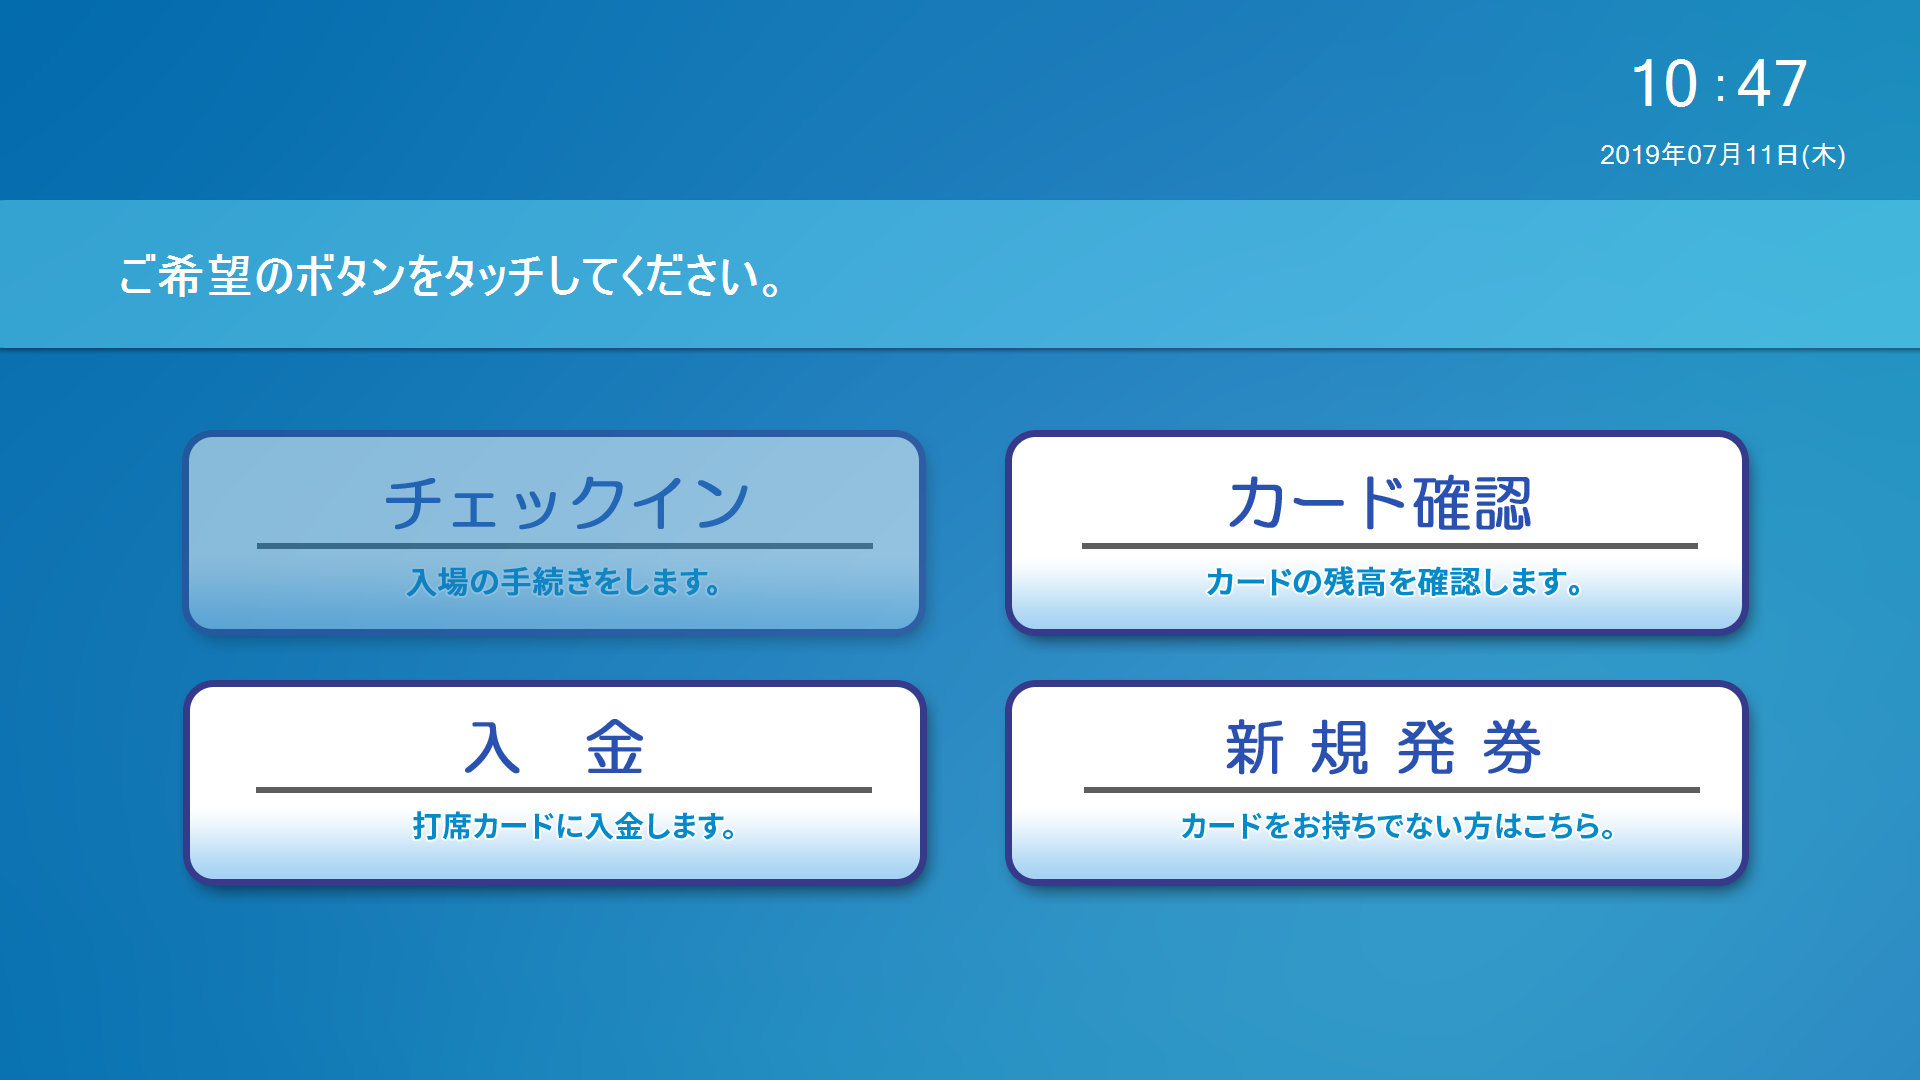 10:47
2019年07月11日(木)
ご希望のボタンをタッチしてください。
チェックイン
入場の手続きをします。
カード確認
カードの残高を確認します。
入　金
打席カードに入金します。
新 規 発 券
カードをお持ちでない方はこちら。